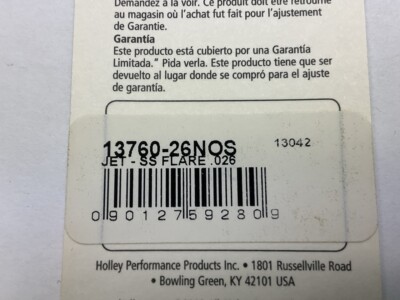 Demandez à la voir. Ce produit doit être retourné
au magasin où l'achat fut fait pour l'ajustement
de Garantie.
Garantía
Este producto está cubierto por una Garantía
Limitada." Pida verla. Este producto tiene que ser
devuelto al lugar donde se compró para el ajuste
de garantía.
13760-26NOS 13042
JET - SS FLARE .026
0 90127 59280 9
Holley Performance Products Inc. • 1801 Russellville Road
• Bowling Green, KY 42101 USA